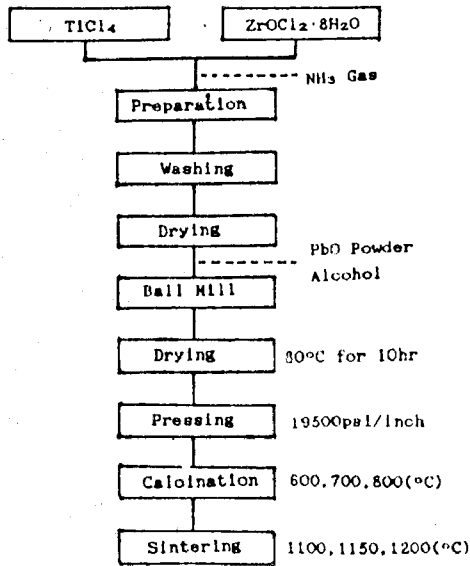 TiCl4
ZrOCl2·8H2O
NH3 Gas
Preparation
Washing
Drying
PbO Powder
Alcohol
Ball Mill
Drying 80°C for 10hr
Pressing 19500psi/inch
Calcination 600,700,800(°C)
Sintering 1100,1150,1200(°C)